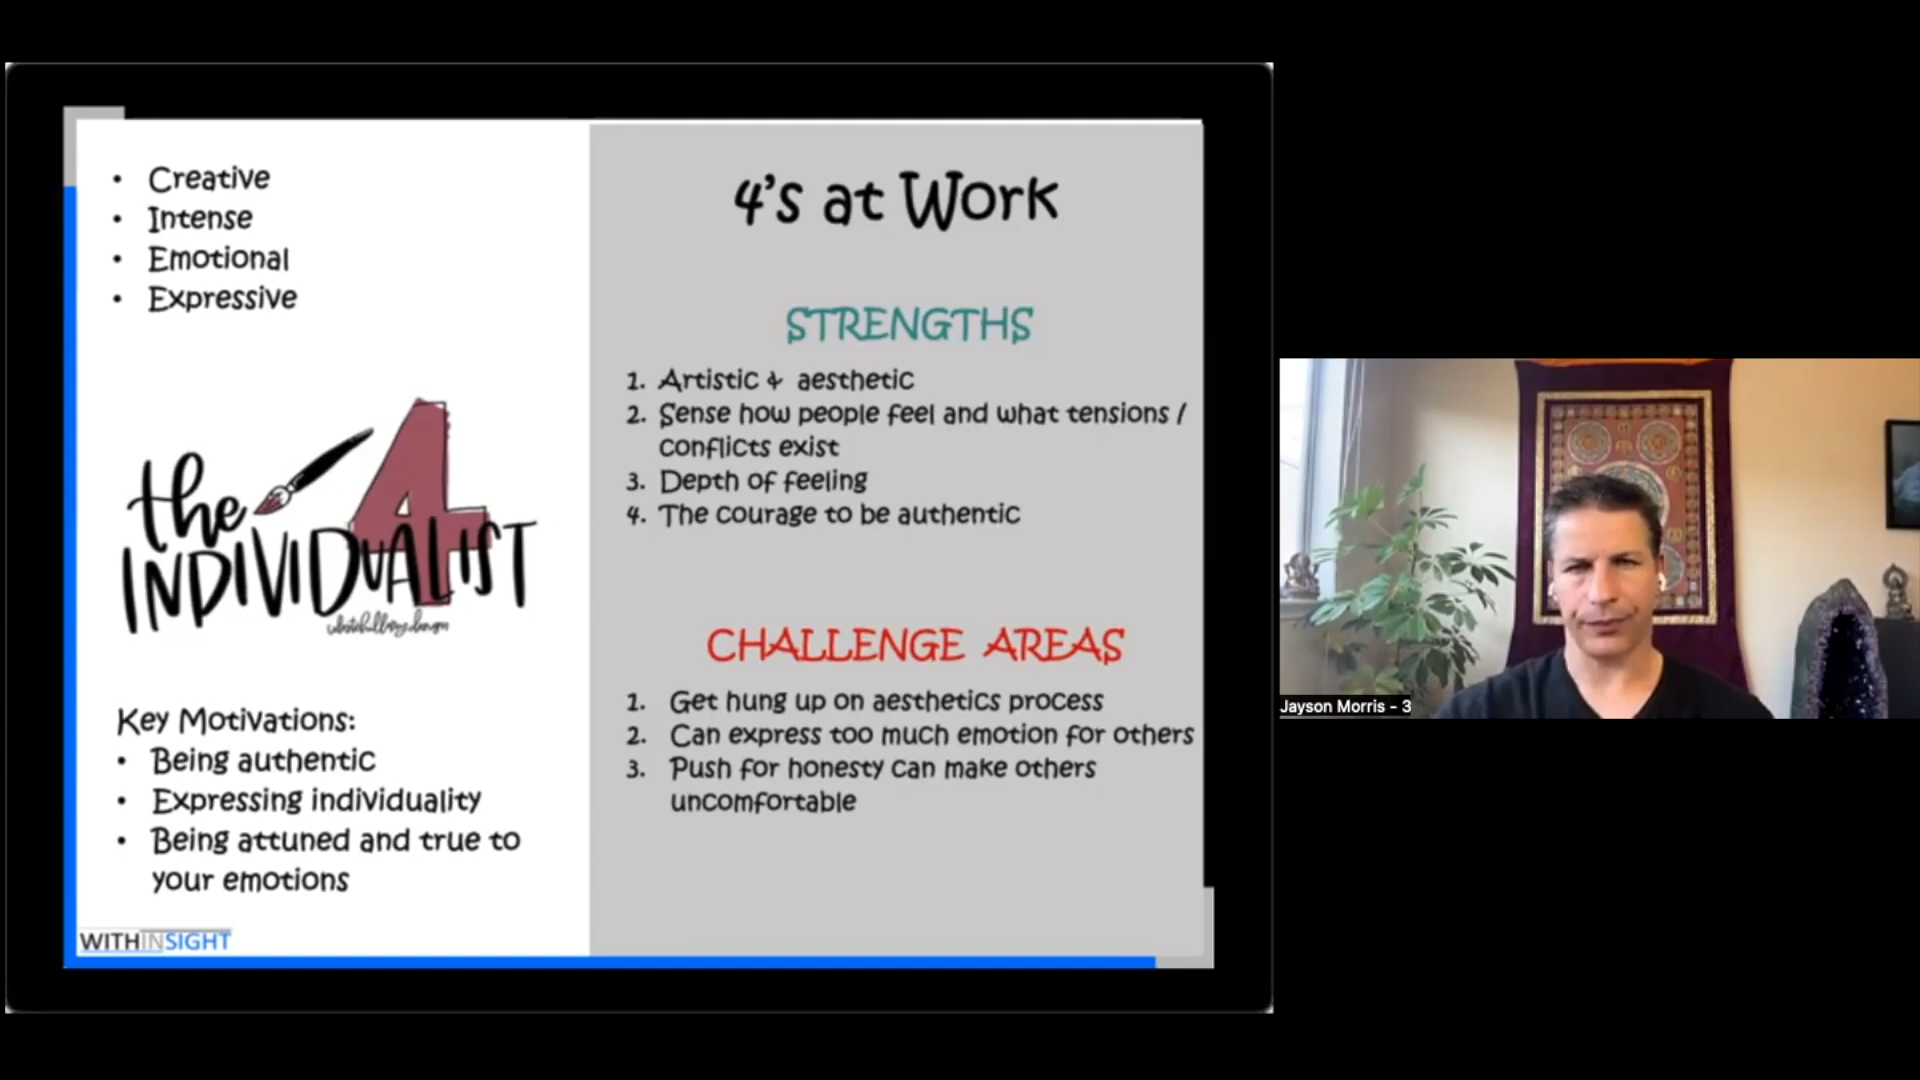 • Creative
• Intense
• Emotional
• Expressive
the 4
INDIVIDUALIST
Key Motivations:
• Being authentic
• Expressing individuality
• Being attuned and true to
your emotions
WITHINSIGHT
4's at Work
STRENGTHS
1. Artistic & aesthetic
2. Sense how people feel and what tensions /
conflicts exist
3. Depth of feeling
4. The courage to be authentic
CHALLENGE AREAS
1. Get hung up on aesthetics process
2. Can express too much emotion for others
3. Push for honesty can make others
uncomfortable
Jayson Morris - 3